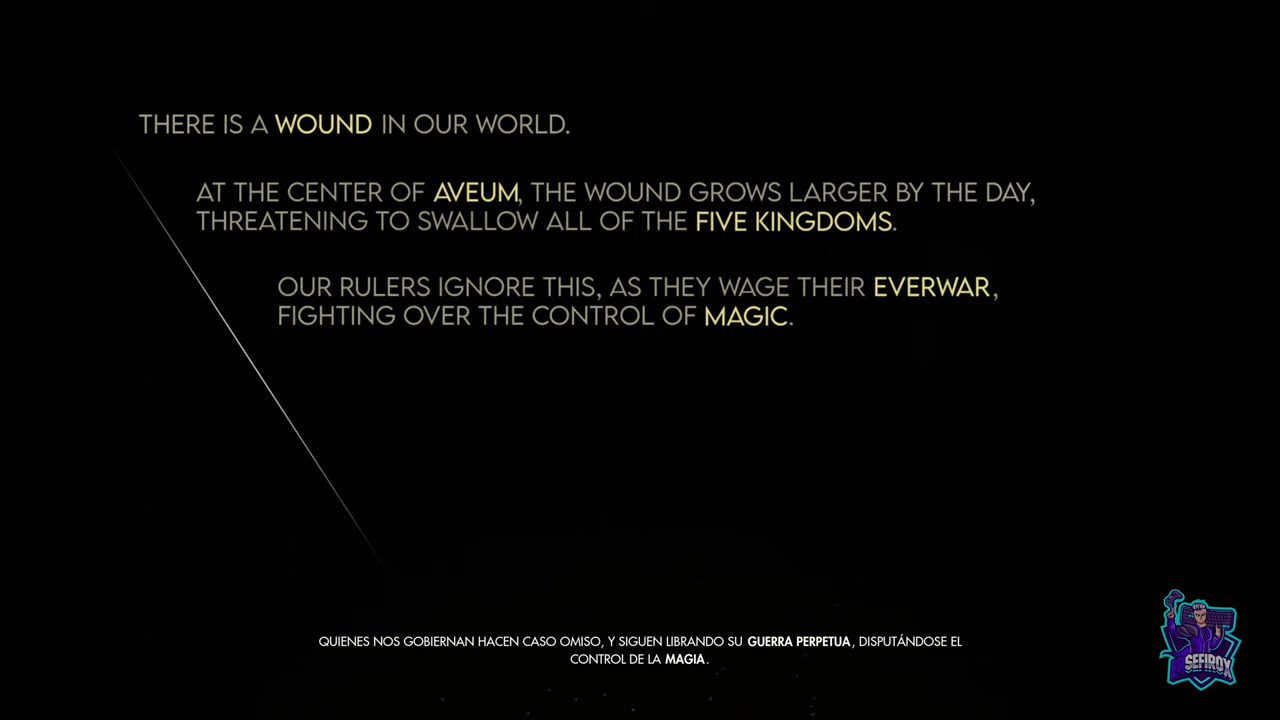 THERE IS A WOUND IN OUR WORLD.
AT THE CENTER OF AVEUM, THE WOUND GROWS LARGER BY THE DAY,
THREATENING TO SWALLOW ALL OF THE FIVE KINGDOMS.
OUR RULERS IGNORE THIS, AS THEY WAGE THEIR EVERWAR,
FIGHTING OVER THE CONTROL OF MAGIC.
QUIENES NOS GOBIERNAN HACEN CASO OMISO, Y SIGUEN LIBRANDO SU GUERRA PERPETUA, DISPUTÁNDOSE EL
CONTROL DE LA MAGIA.
SEFIROX